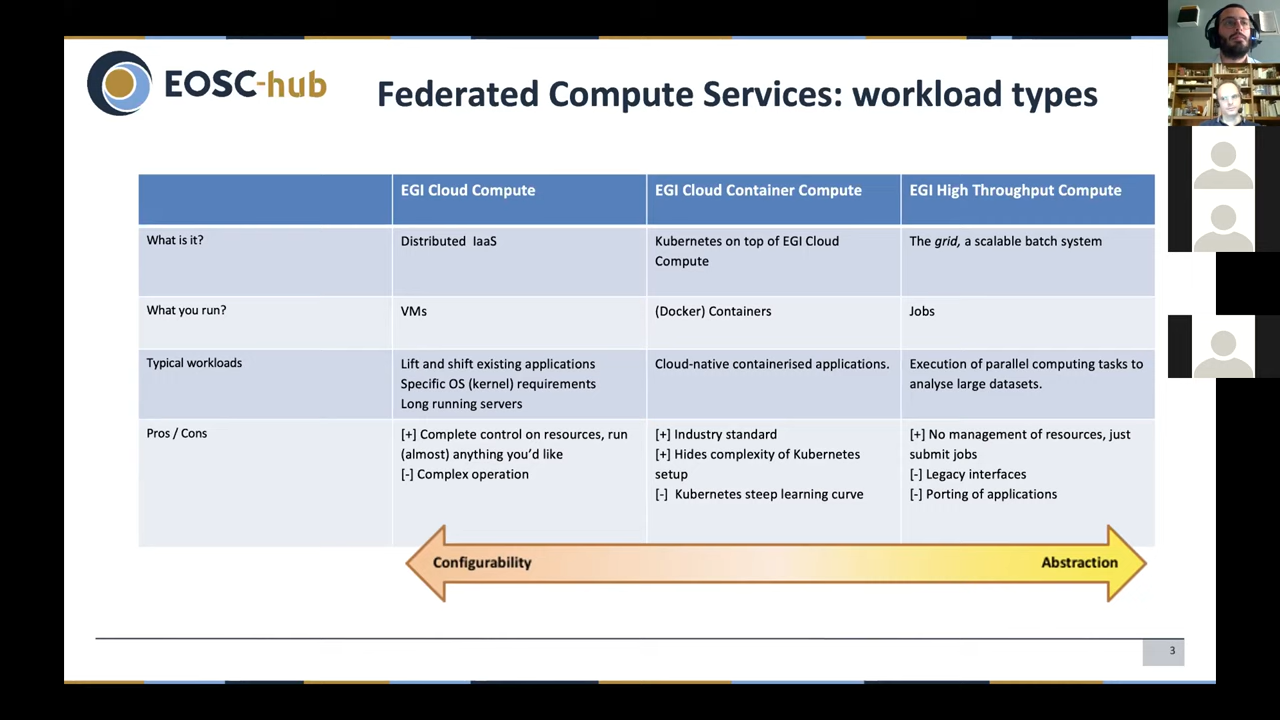 EOSC-hub
Federated Compute Services: workload types
EGI Cloud Compute
EGI Cloud Container Compute
EGI High Throughput Compute
What is it?
Distributed IaaS
Kubernetes on top of EGI Cloud
Compute
The grid, a scalable batch system
What you run?
VMs
(Docker) Containers
Jobs
Typical workloads
Lift and shift existing applications
Specific OS (kernel) requirements
Long running servers
Cloud-native containerised applications.
Execution of parallel computing tasks to
analyse large datasets.
Pros / Cons
[+] Complete control on resources, run
(almost) anything you'd like
[-] Complex operation
[+] Industry standard
[+] Hides complexity of Kubernetes
setup
[-] Kubernetes steep learning curve
[+] No management of resources, just
submit jobs
[-] Legacy interfaces
[-] Porting of applications
Configurability
Abstraction
3